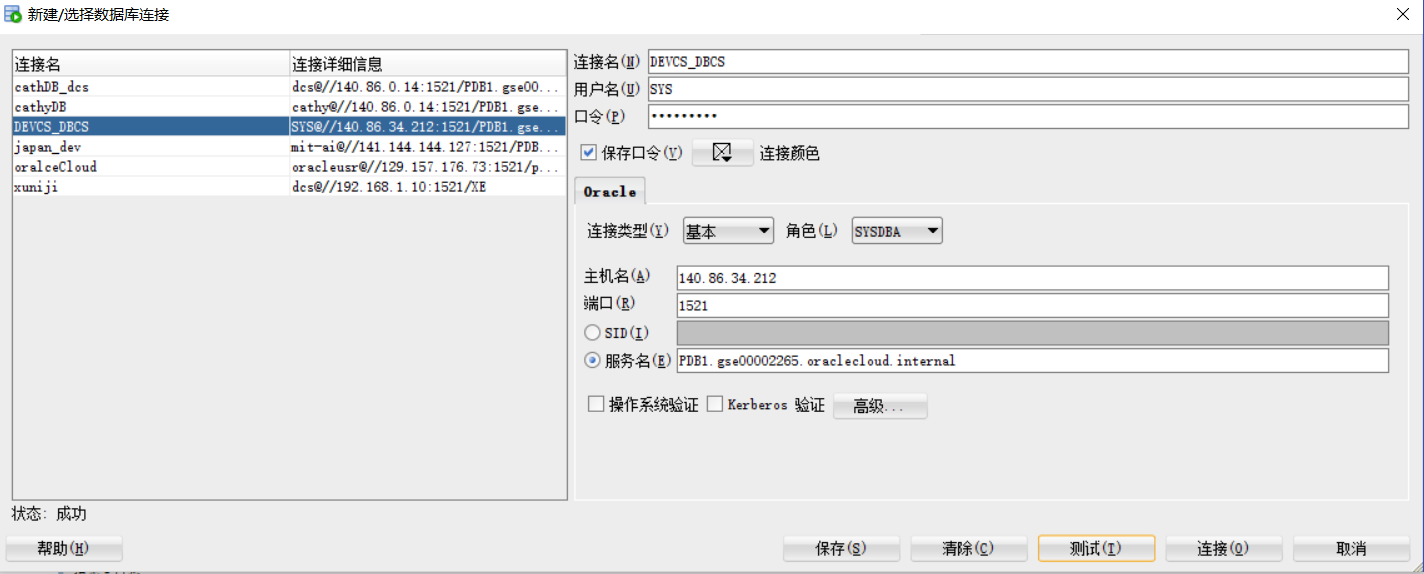 新建/选择数据库连接
连接名 连接详细信息
cathDB_dcs dcs@//140.86.0.14:1521/PDB1.gse00...
cathyDB cathy@//140.86.0.14:1521/PDB1.gse...
DEVCS_DBCS SYS@//140.86.34.212:1521/PDB1.gse...
japan_dev mit-ai@//141.144.144.127:1521/PDB...
oralceCloud oracleusr@//129.157.176.73:1521/p...
xuniji dcs@//192.168.1.10:1521/XE
连接名(N) DEVCS_DBCS
用户名(U) SYS
口令(P) •••••••••
保存口令(V) 连接颜色
Oracle
连接类型(Y) 基本 角色(L) SYSDBA
主机名(A) 140.86.34.212
端口(R) 1521
SID(I)
服务名(E) PDB1.gse00002265.oraclecloud.internal
操作系统验证 Kerberos 验证 高级...
状态: 成功
帮助(H) 保存(S) 清除(C) 测试(T) 连接(O) 取消